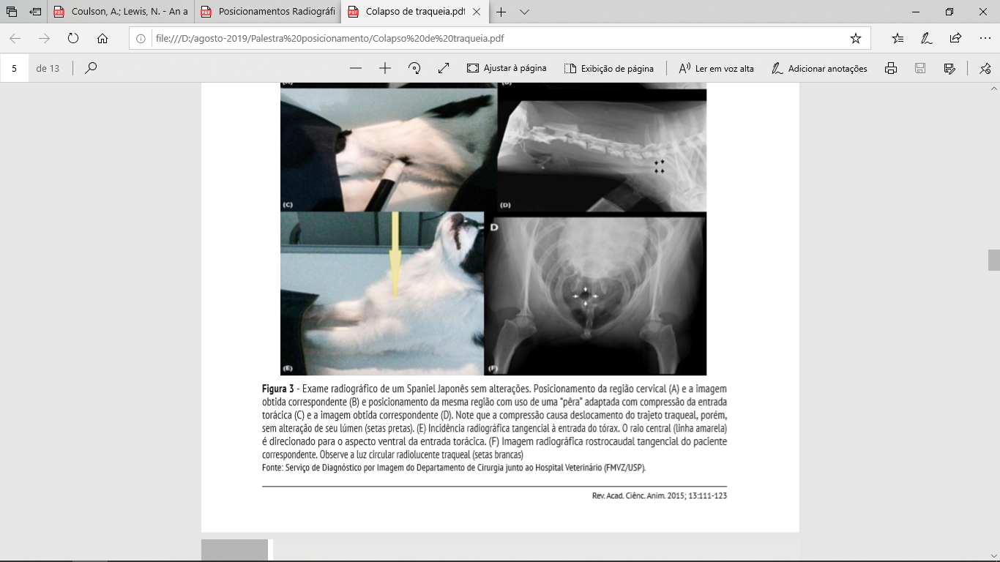 Coulson, A.; Lewis, N. - An a
Posicionamentos Radiográfi
Colapso de traqueia.pdf
file:///D:/agosto-2019/Palestra%20posicionamento/Colapso%20de%20traqueia.pdf
5 de 13
Ajustar à página
Exibição de página
Ler em voz alta
Adicionar anotações
(C)
(D)
D
(E)
(F)
Figura 3 - Exame radiográfico de um Spaniel Japonês sem alterações. Posicionamento da região cervical (A) e a imagem
obtida correspondente (B) e posicionamento da mesma região com uso de uma “pêra” adaptada com compressão da entrada
torácica (C) e a imagem obtida correspondente (D). Note que a compressão causa deslocamento do trajeto traqueal, porém,
sem alteração de seu lúmen (setas pretas). (E) Incidência radiográfica tangencial à entrada do tórax. O raio central (linha amarela)
é direcionado para o aspecto ventral da entrada torácica. (F) Imagem radiográfica rostrocaudal tangencial do paciente
correspondente. Observe a luz circular radiolucente traqueal (setas brancas)
Fonte: Serviço de Diagnóstico por Imagem do Departamento de Cirurgia junto ao Hospital Veterinário (FMVZ/USP).
Rev. Acad. Ciênc. Anim. 2015; 13:111-123